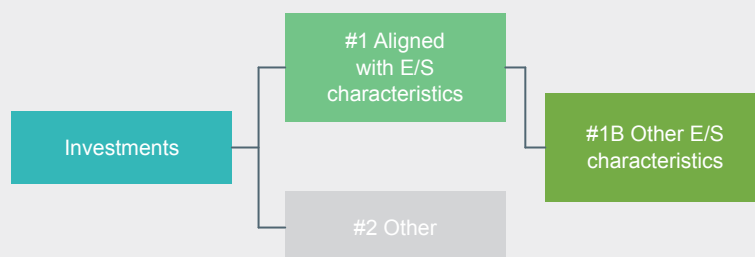 #1 Aligned
with E/S
characteristics
Investments
#1B Other E/S
characteristics
#2 Other